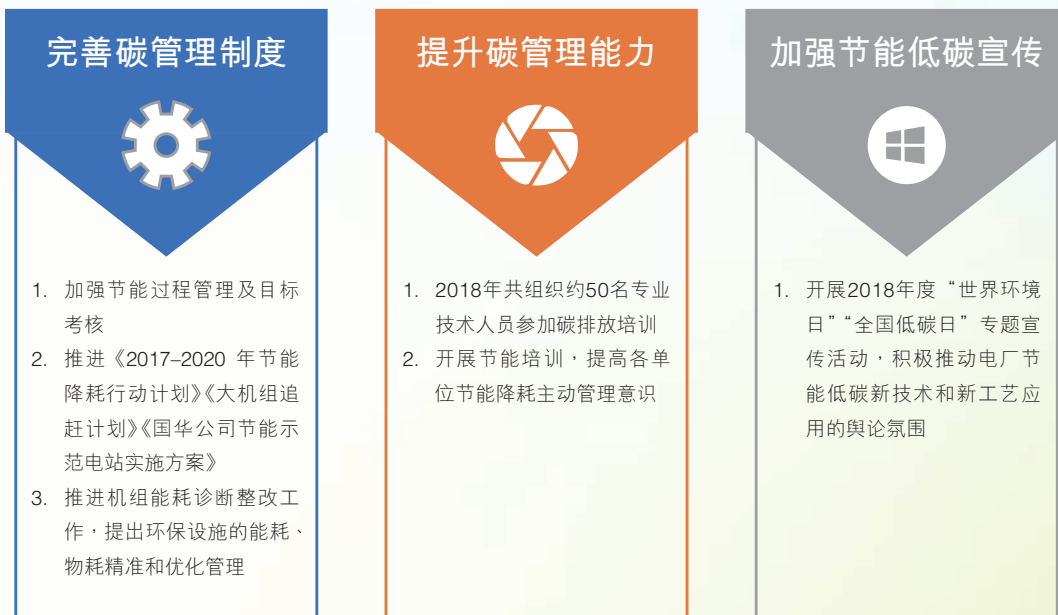 完善碳管理制度
1. 加强节能过程管理及目标
考核
2. 推进《2017–2020 年节能
降耗行动计划》《大机组追
赶计划》《国华公司节能示
范电站实施方案》
3. 推进机组能耗诊断整改工
作，提出环保设施的能耗、
物耗精准和优化管理
提升碳管理能力
1. 2018年共组织约50名专业
技术人员参加碳排放培训
2. 开展节能培训，提高各单
位节能降耗主动管理意识
加强节能低碳宣传
1. 开展2018年度“世界环境
日”“全国低碳日”专题宣
传活动，积极推动电厂节
能低碳新技术和新工艺应
用的舆论氛围